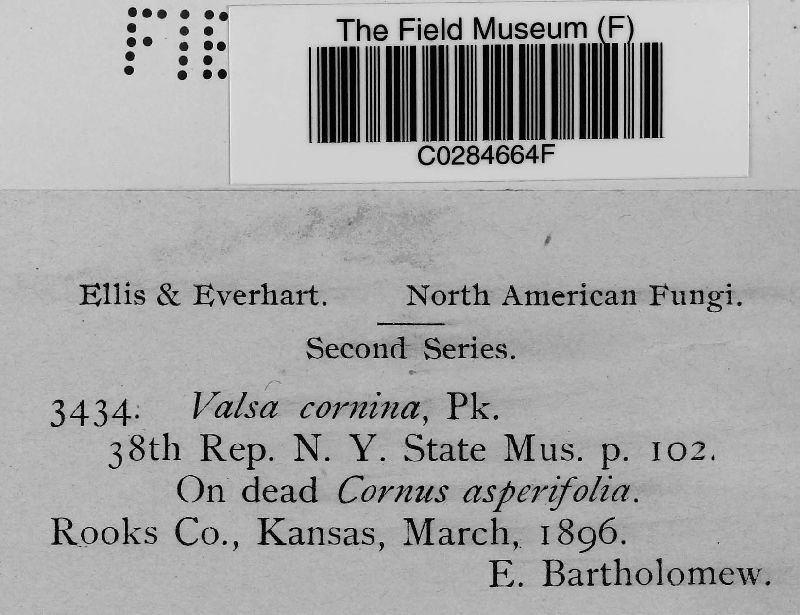 FIE
The Field Museum (F)
C0284664F
Ellis & Everhart. North American Fungi.
Second Series.
3434. Valsa cornina, Pk.
38th Rep. N. Y. State Mus. p. 102.
On dead Cornus asperifolia.
Rooks Co., Kansas, March, 1896.
E. Bartholomew.